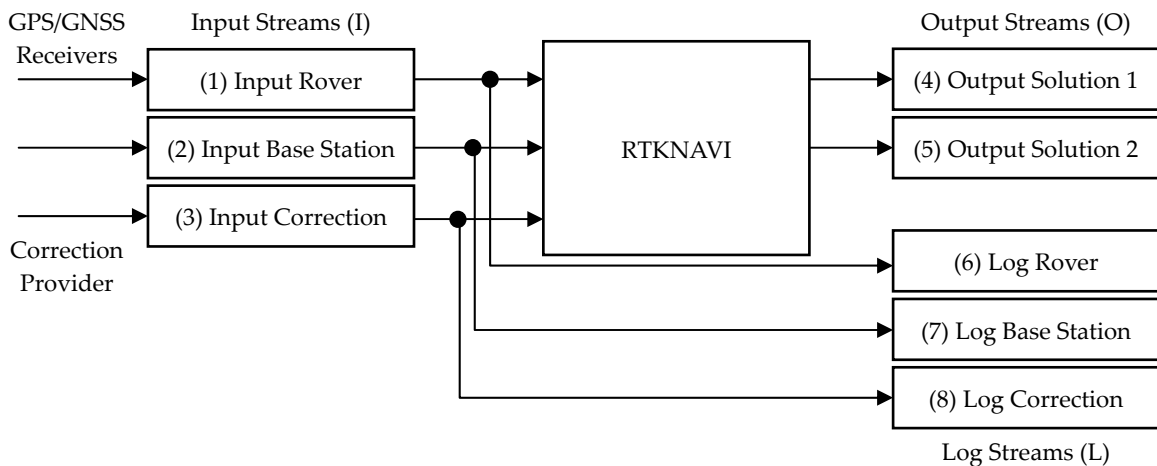 GPS/GNSS
Receivers
Input Streams (I)
Output Streams (O)
(1) Input Rover
(2) Input Base Station
(3) Input Correction
RTKNAVI
(4) Output Solution 1
(5) Output Solution 2
Correction
Provider
(6) Log Rover
(7) Log Base Station
(8) Log Correction
Log Streams (L)